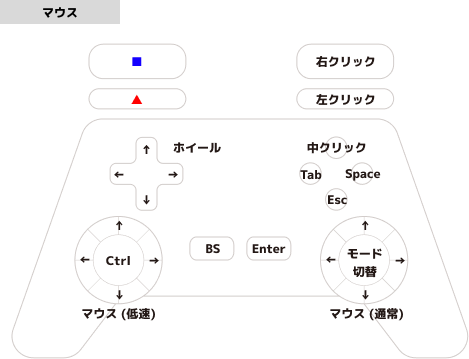 マウス
■ 右クリック
▲ 左クリック
↑ ホイール 中クリック
← → Tab Space
↓ Esc
↑ BS Enter ↑
← Ctrl → ← モード切替 →
↓ ↓
マウス (低速) マウス (通常)